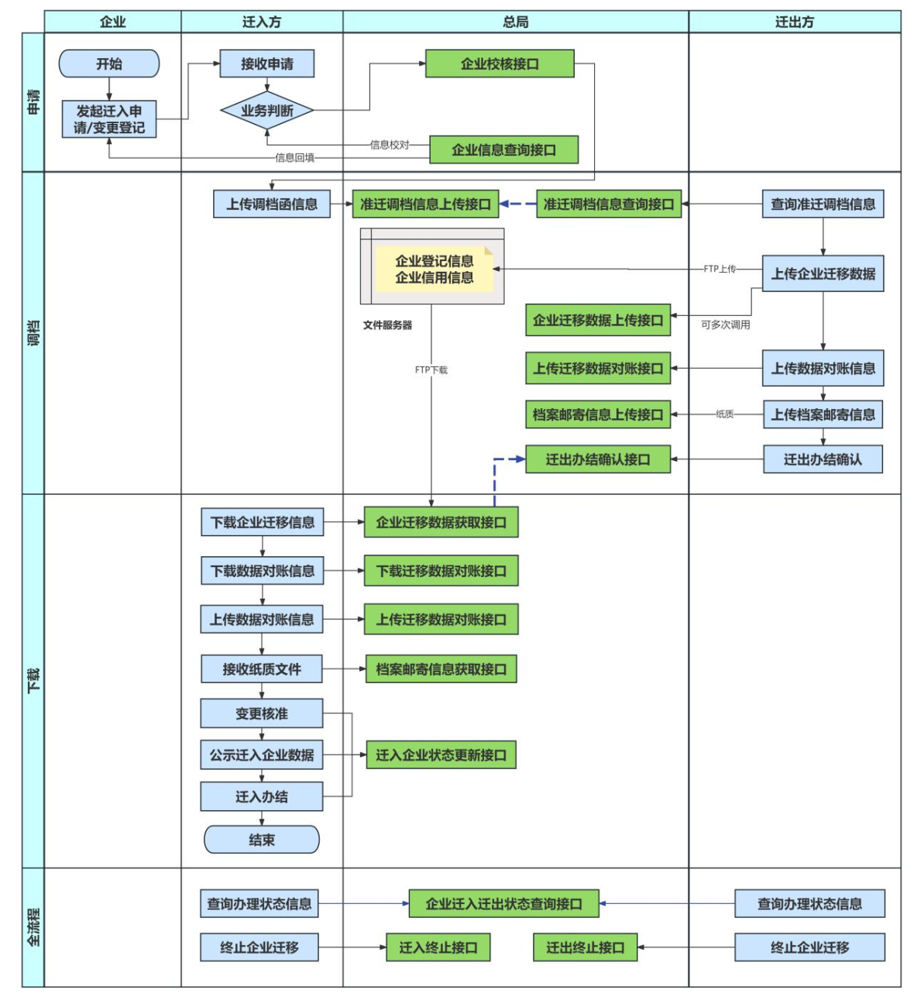 企业
迁入方
总局
迁出方
申请
开始
接收申请
企业校核接口
发起迁入申
请/变更登记
业务判断
信息校对
企业信息查询接口
信息回填
调档
上传调档函信息
准迁调档信息上传接口
准迁调档信息查询接口
查询准迁调档信息
企业登记信息
企业信用信息
FTP上传
上传企业迁移数据
文件服务器
企业迁移数据上传接口
可多次调用
FTP下载
上传迁移数据对账接口
上传数据对账信息
档案邮寄信息上传接口
纸质
上传档案邮寄信息
迁出办结确认接口
迁出办结确认
下载
下载企业迁移信息
企业迁移数据获取接口
下载数据对账信息
下载迁移数据对账接口
上传数据对账信息
上传迁移数据对账接口
接收纸质文件
档案邮寄信息获取接口
变更核准
公示迁入企业数据
迁入企业状态更新接口
迁入办结
结束
全流程
查询办理状态信息
企业迁入迁出状态查询接口
查询办理状态信息
终止企业迁移
迁入终止接口
迁出终止接口
终止企业迁移